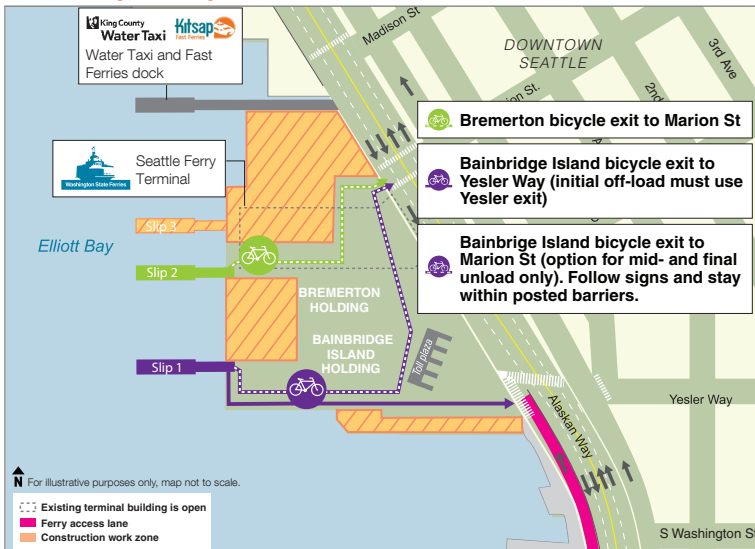 King County
Water Taxi
Kitsap
Fast Ferries
Water Taxi and Fast
Ferries dock
Madison St
DOWNTOWN
SEATTLE
3rd Ave
Bremerton bicycle exit to Marion St
Bainbridge Island bicycle exit to
Yesler Way (initial off-load must use
Yesler exit)
Bainbrige Island bicycle exit to
Marion St (option for mid- and final
unload only). Follow signs and stay
within posted barriers.
Washington State Ferries
Seattle Ferry
Terminal
Elliott Bay
Slip 3
Slip 2
BREMERTON
HOLDING
BAINBRIDGE
ISLAND
HOLDING
Slip 1
Toll plaza
Yesler Way
Alaskan Way
S Washington St
N
For illustrative purposes only, map not to scale.
Existing terminal building is open
Ferry access lane
Construction work zone